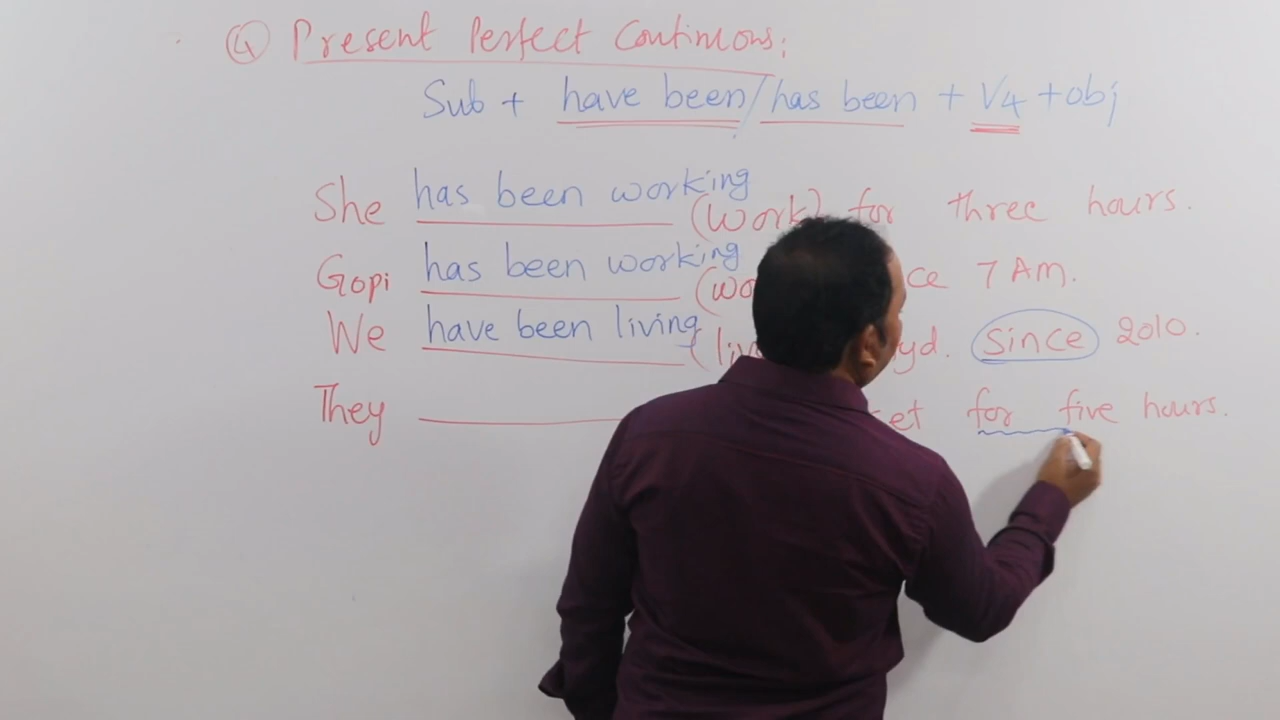 4 Present Perfect Continuous:
Sub + have been/has been + V4 + obj
She has been working (work) for three hours.
Gopi has been working (wo ce 7 Am.
We have been living (liv yd. since 2010.
They ____ et for five hours.